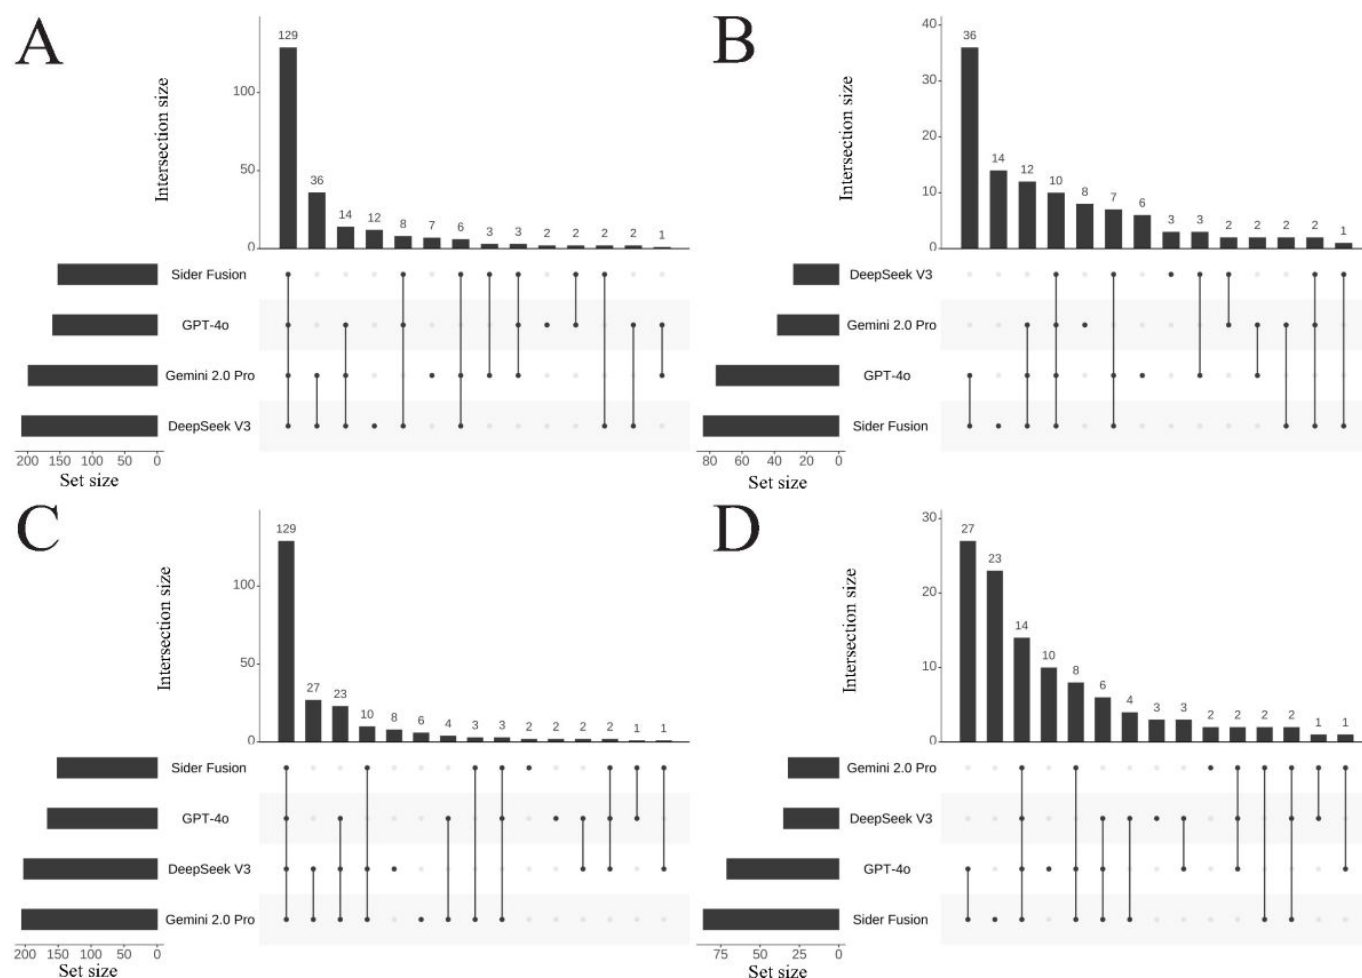 A
Intersection size
129
36
14
12
8
7
6
3
3
2
2
2
2
1
100
50
0
Sider Fusion
GPT-4o
Gemini 2.0 Pro
DeepSeek V3
200 150 100 50 0
Set size
B
Intersection size
36
14
12
10
8
7
6
3
3
2
2
2
2
1
40
30
20
10
0
DeepSeek V3
Gemini 2.0 Pro
GPT-4o
Sider Fusion
80 60 40 20 0
Set size
C
Intersection size
129
27
23
10
8
6
4
3
3
2
2
2
2
1
1
100
50
0
Sider Fusion
GPT-4o
DeepSeek V3
Gemini 2.0 Pro
200 150 100 50 0
Set size
D
Intersection size
27
23
14
10
8
6
4
3
3
2
2
2
2
1
1
30
20
10
0
Gemini 2.0 Pro
DeepSeek V3
GPT-4o
Sider Fusion
75 50 25 0
Set size